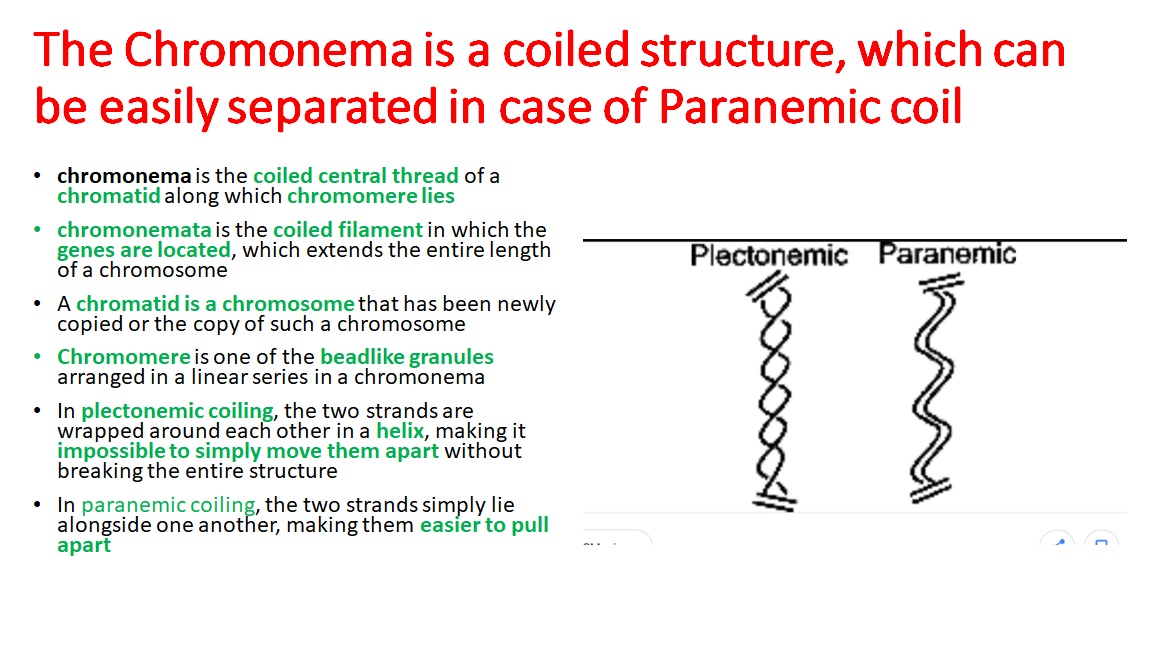 The Chromonema is a coiled structure, which can
be easily separated in case of Paranemic coil
• chromonema is the coiled central thread of a
chromatid along which chromomere lies
• chromonemata is the coiled filament in which the
genes are located, which extends the entire length
of a chromosome
• A chromatid is a chromosome that has been newly
copied or the copy of such a chromosome
• Chromomere is one of the beadlike granules
arranged in a linear series in a chromonema
• In plectonemic coiling, the two strands are
wrapped around each other in a helix, making it
impossible to simply move them apart without
breaking the entire structure
• In paranemic coiling, the two strands simply lie
alongside one another, making them easier to pull
apart
Plectonemic Paranemic